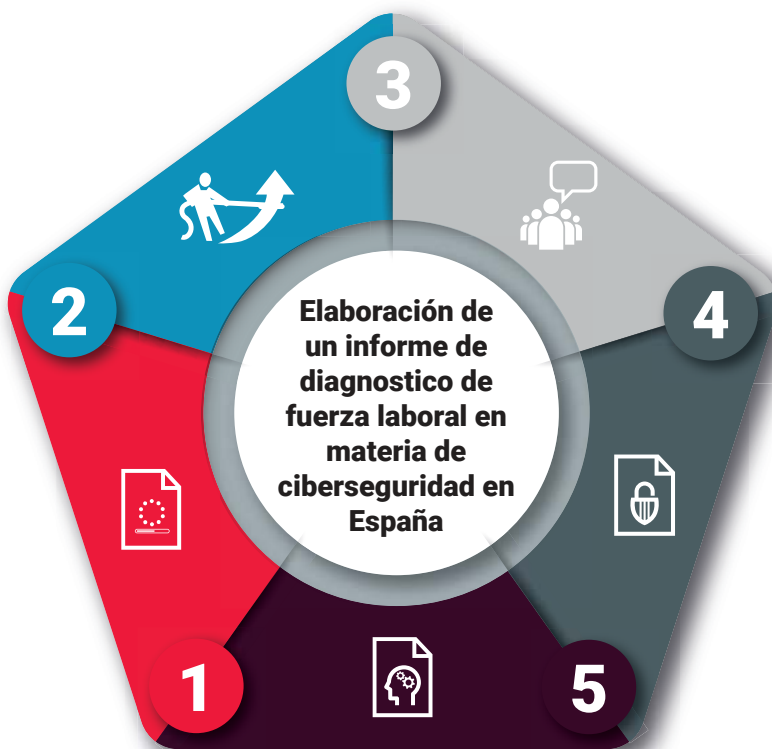 3
2
4
Elaboración de
un informe de
diagnostico de
fuerza laboral en
materia de
ciberseguridad en
España
1
5